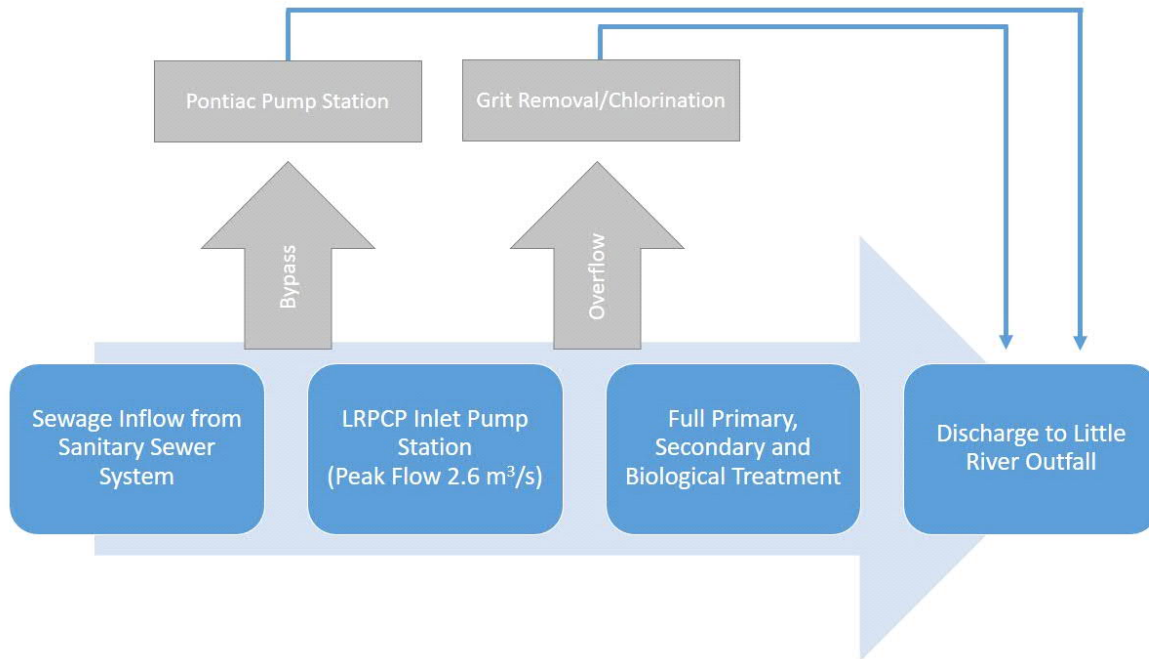 Pontiac Pump Station
Grit Removal/Chlorination
Bypass
Overflow
Sewage Inflow from
Sanitary Sewer
System
LRPCP Inlet Pump
Station
(Peak Flow 2.6 m³/s)
Full Primary,
Secondary and
Biological Treatment
Discharge to Little
River Outfall